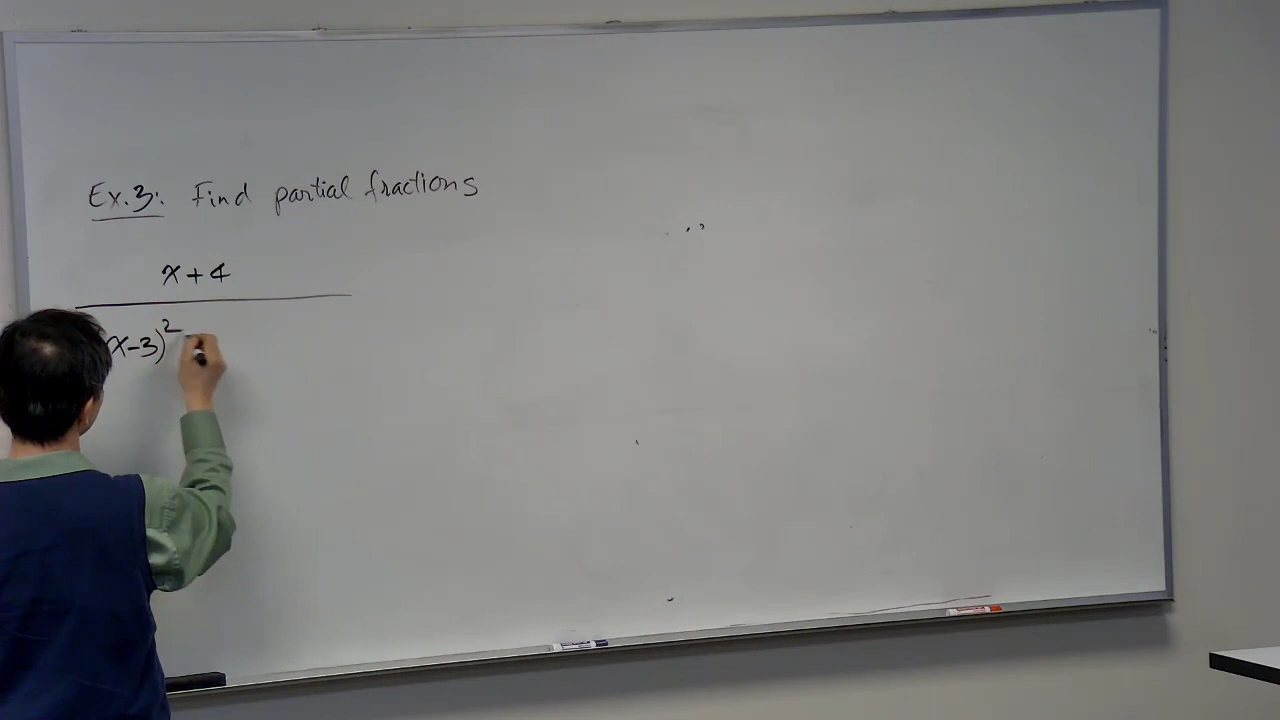 Ex.3: Find partial fractions
x+4
x-3)²